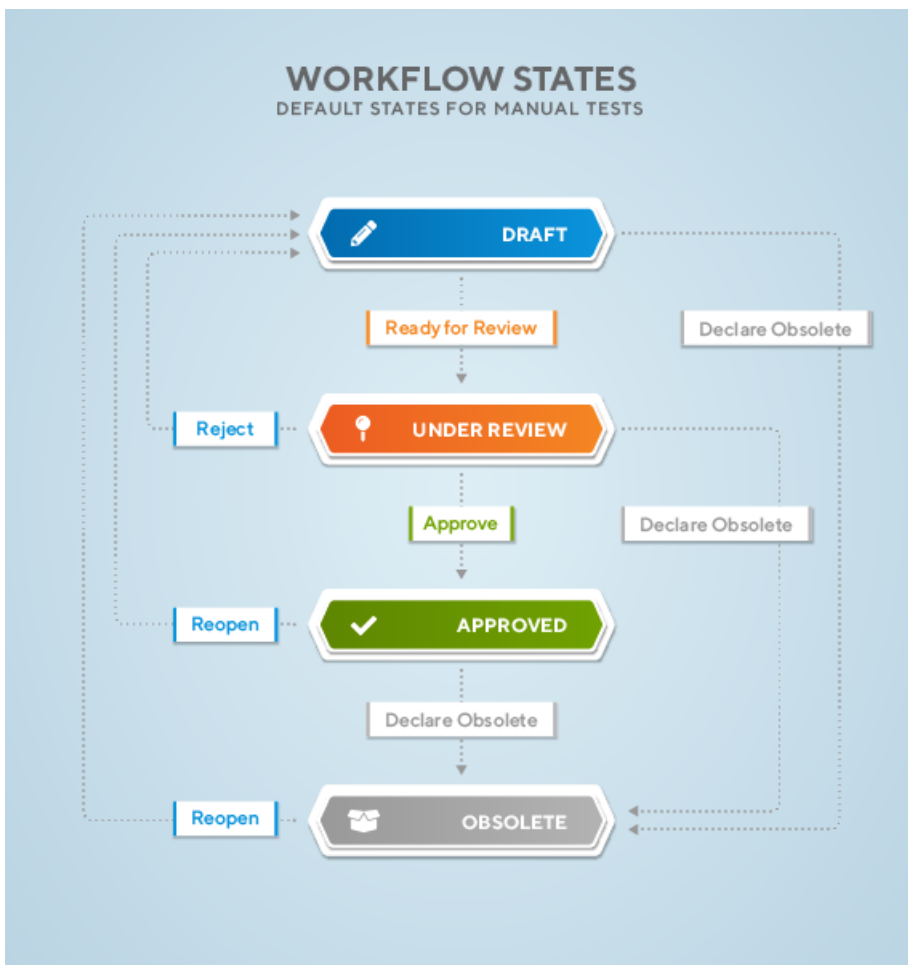 WORKFLOW STATES
DEFAULT STATES FOR MANUAL TESTS
DRAFT
Ready for Review
Declare Obsolete
Reject
UNDER REVIEW
Approve
Declare Obsolete
Reopen
APPROVED
Declare Obsolete
Reopen
OBSOLETE